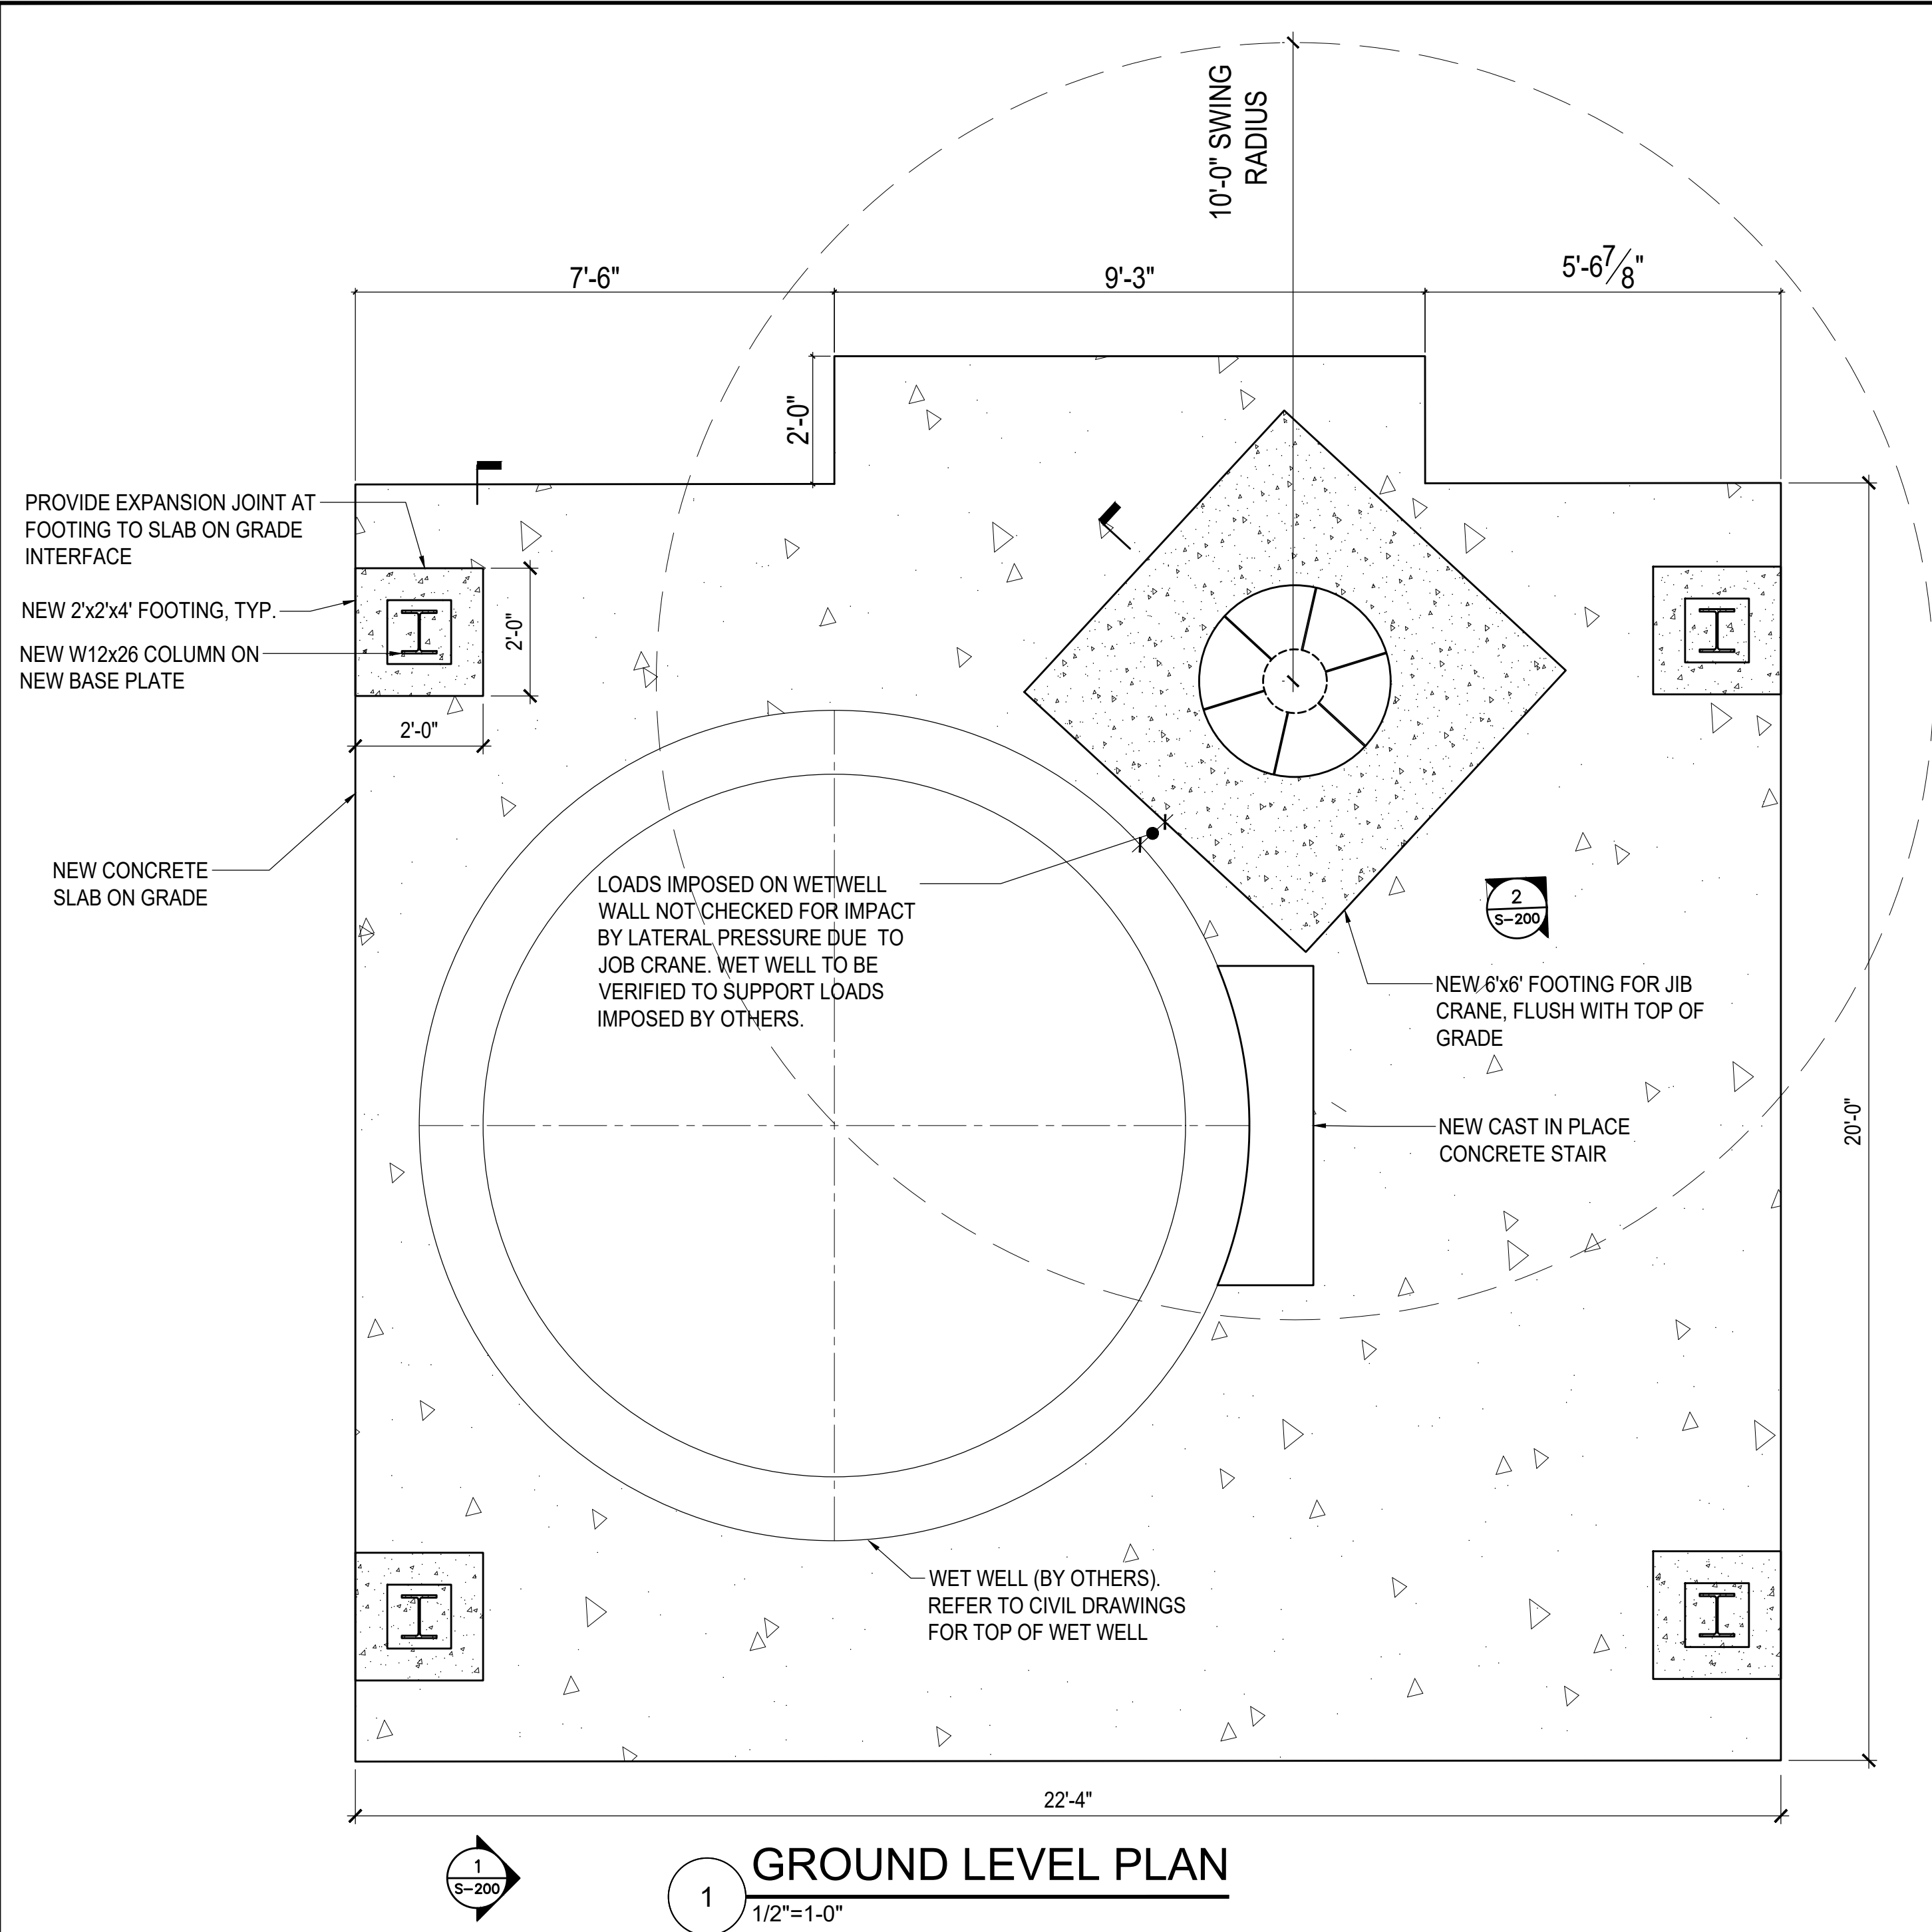 10'-0" SWING
RADIUS
7'-6"
9'-3"
5'-6 7/8"
2'-0"
PROVIDE EXPANSION JOINT AT
FOOTING TO SLAB ON GRADE
INTERFACE
NEW 2'x2'x4' FOOTING, TYP.
NEW W12x26 COLUMN ON
NEW BASE PLATE
2'-0"
2'-0"
NEW CONCRETE
SLAB ON GRADE
LOADS IMPOSED ON WETWELL
WALL NOT CHECKED FOR IMPACT
BY LATERAL PRESSURE DUE TO
JOB CRANE. WET WELL TO BE
VERIFIED TO SUPPORT LOADS
IMPOSED BY OTHERS.
2
S-200
NEW 6'x6' FOOTING FOR JIB
CRANE, FLUSH WITH TOP OF
GRADE
NEW CAST IN PLACE
CONCRETE STAIR
20'-0"
WET WELL (BY OTHERS).
REFER TO CIVIL DRAWINGS
FOR TOP OF WET WELL
22'-4"
1
S-200
1
GROUND LEVEL PLAN
1/2"=1-0"